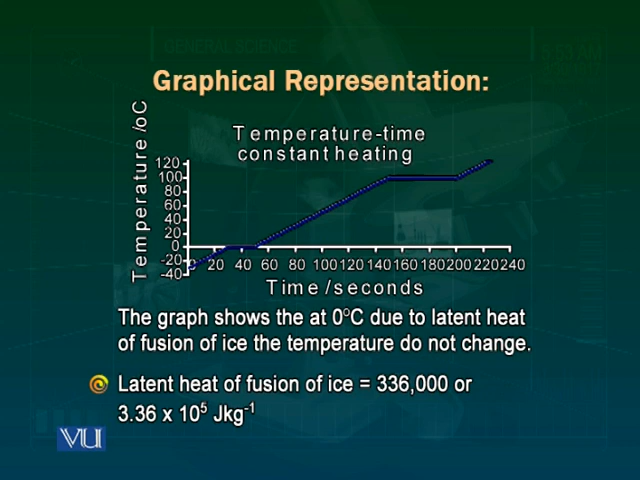 GENERAL SCIENCE
Graphical Representation:
Temperature-time
constant heating
Temperature /oC
120
100
80
60
40
20
0
-20
-40
0 20 40 60 80 100 120 140 160 180 200 220 240
Time /seconds
The graph shows the at 0°C due to latent heat
of fusion of ice the temperature do not change.
Latent heat of fusion of ice = 336,000 or
3.36 x 10⁵ Jkg⁻¹
VU